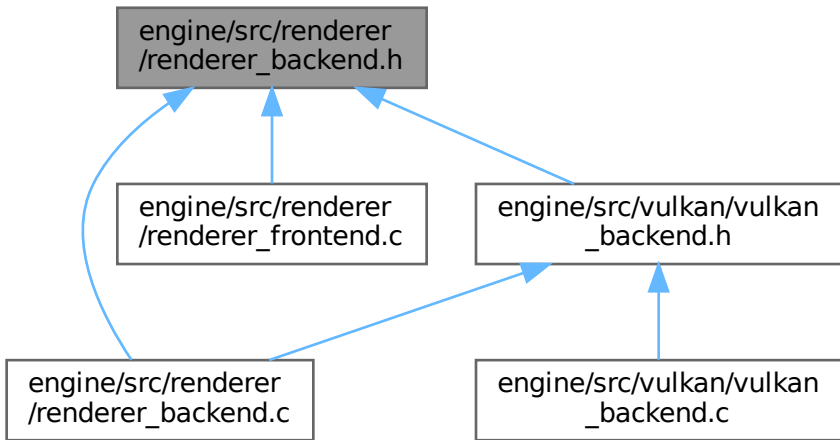 engine/src/renderer
/renderer_backend.h
engine/src/renderer
/renderer_frontend.c
engine/src/vulkan/vulkan
_backend.h
engine/src/renderer
/renderer_backend.c
engine/src/vulkan/vulkan
_backend.c